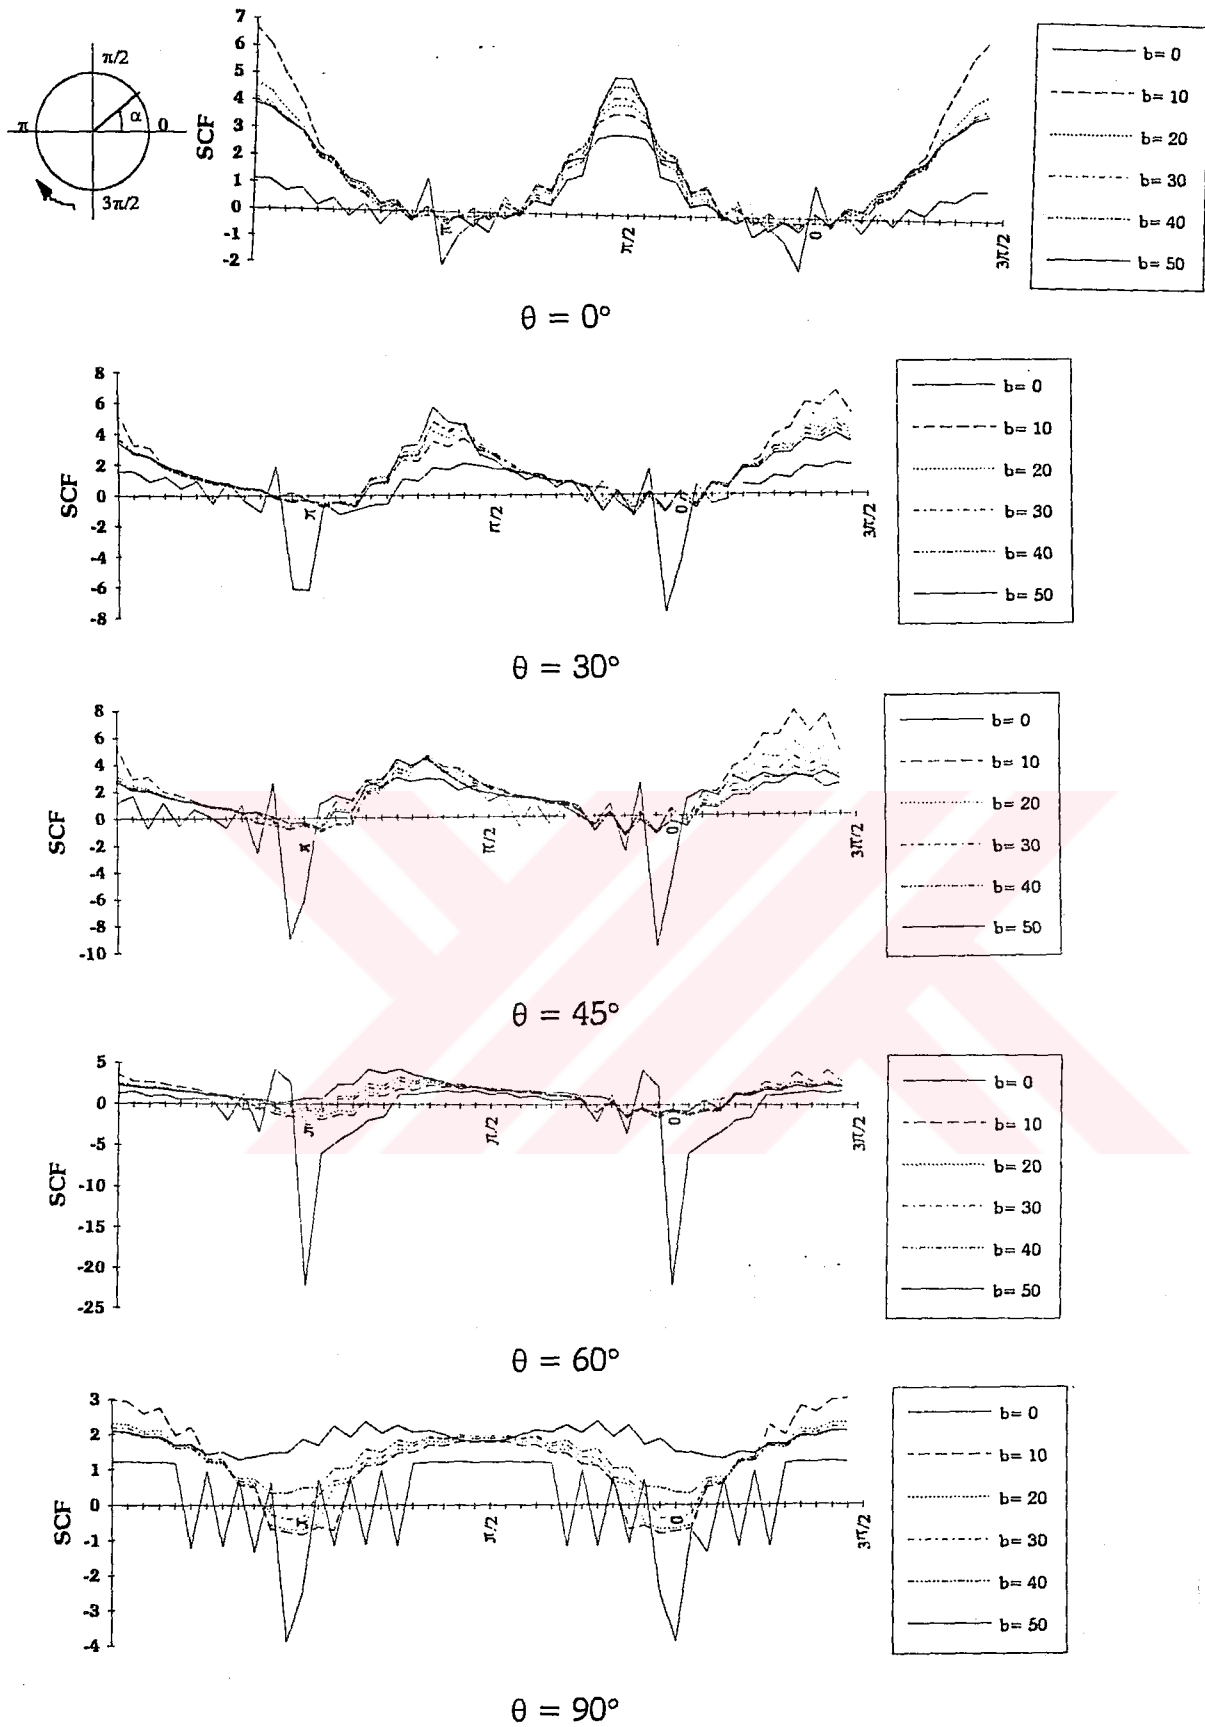 π/2
α
π
0
3π/2
SCF
7
6
5
4
3
2
1
0
-1
-2
π
π/2
0
3π/2
b= 0
b= 10
b= 20
b= 30
b= 40
b= 50
θ = 0°
SCF
8
6
4
2
0
-2
-4
-6
-8
π
π/2
0
3π/2
b= 0
b= 10
b= 20
b= 30
b= 40
b= 50
θ = 30°
SCF
8
6
4
2
0
-2
-4
-6
-8
-10
π
π/2
0
3π/2
b= 0
b= 10
b= 20
b= 30
b= 40
b= 50
θ = 45°
SCF
5
0
-5
-10
-15
-20
-25
π
π/2
0
3π/2
b= 0
b= 10
b= 20
b= 30
b= 40
b= 50
θ = 60°
SCF
3
2
1
0
-1
-2
-3
-4
π
π/2
0
3π/2
b= 0
b= 10
b= 20
b= 30
b= 40
b= 50
θ = 90°